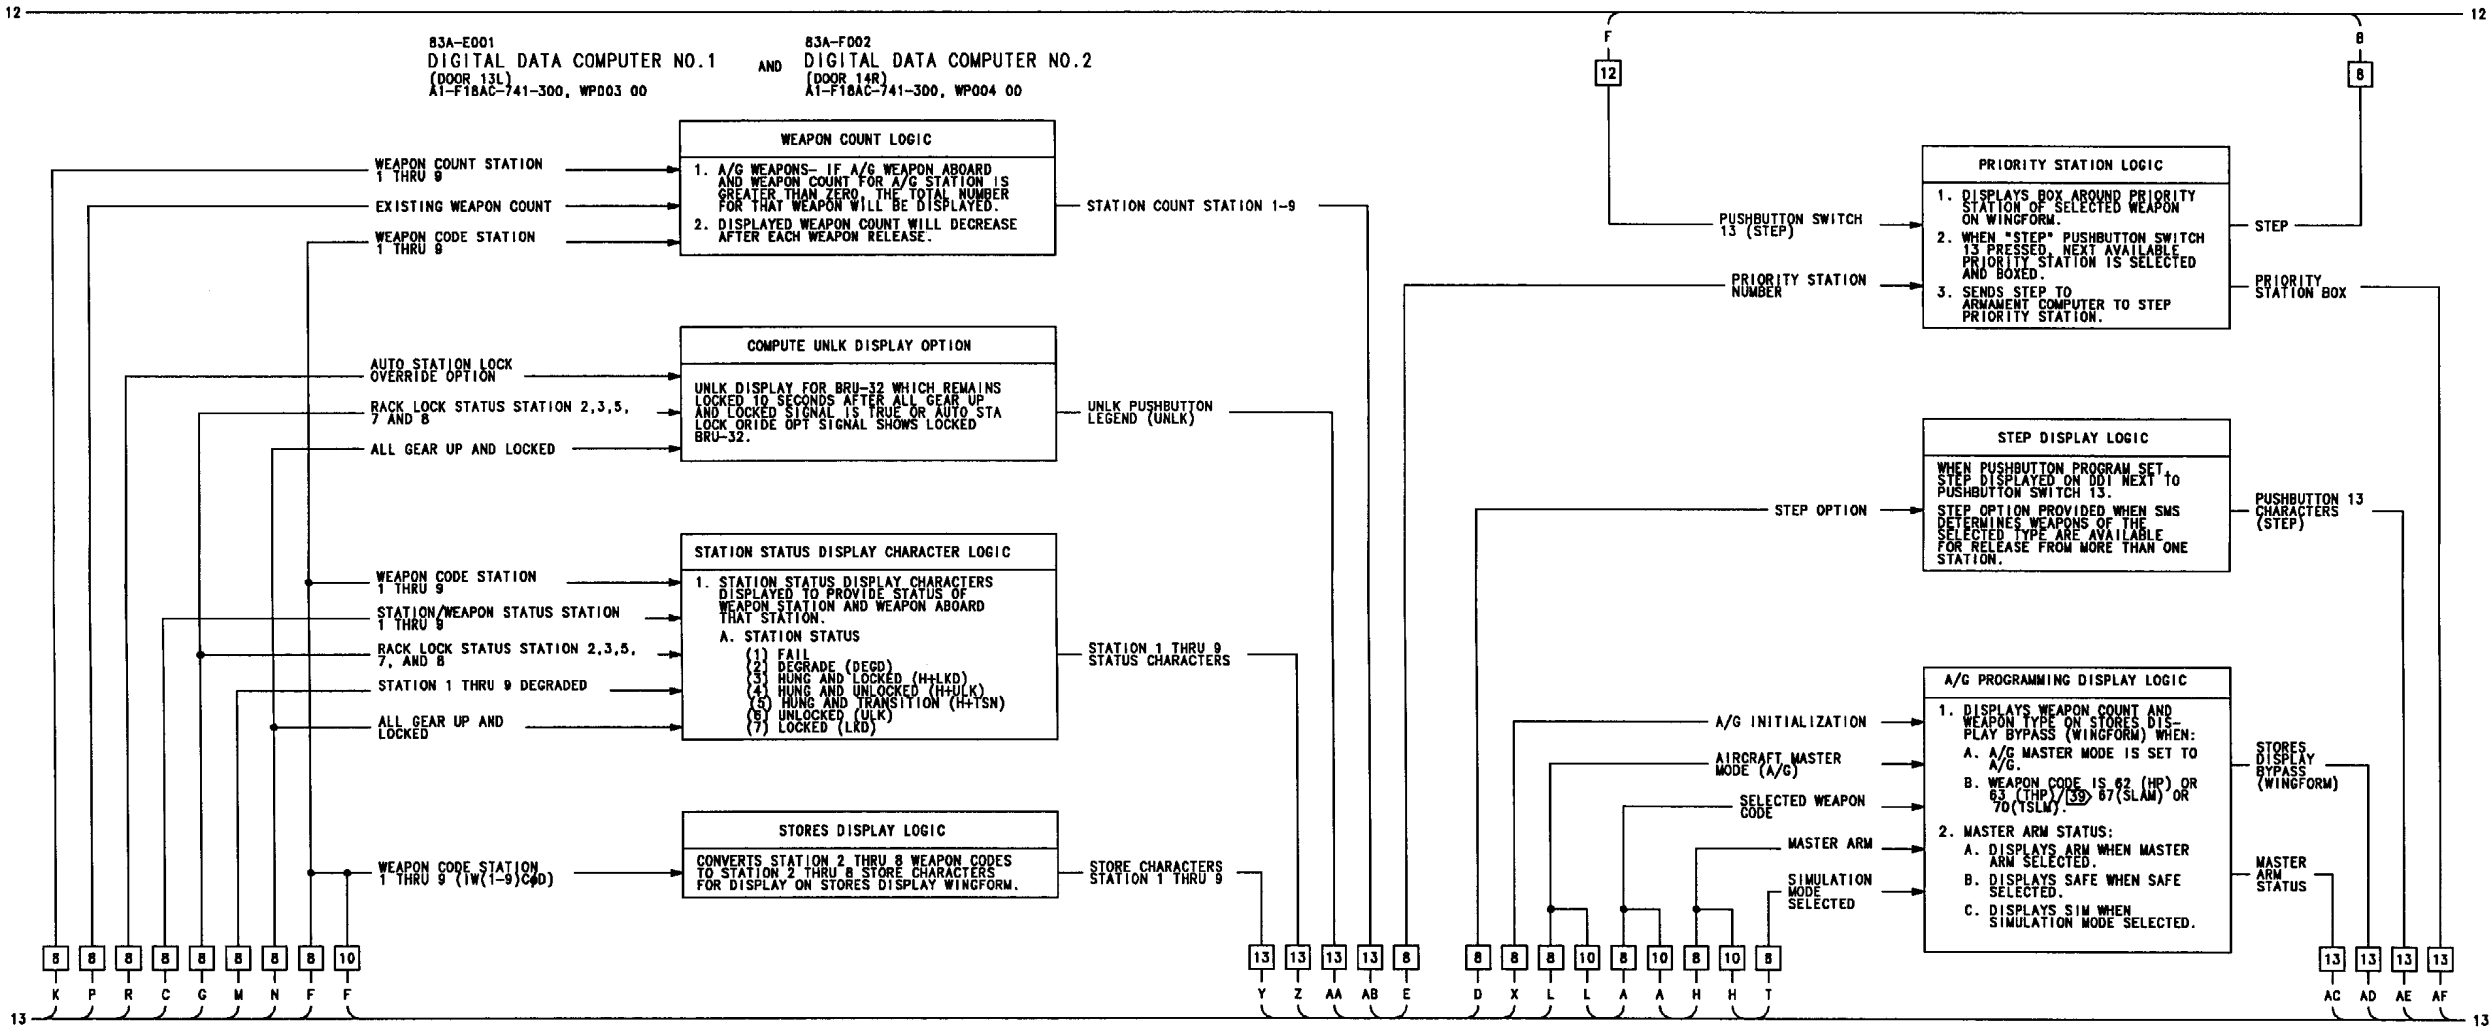 12
12
83A-E001
DIGITAL DATA COMPUTER NO.1
(DOOR 13L)
A1-F18AC-741-300, WP003 00
AND
83A-F002
DIGITAL DATA COMPUTER NO.2
(DOOR 14R)
A1-F18AC-741-300, WP004 00
WEAPON COUNT STATION
1 THRU 9
EXISTING WEAPON COUNT
WEAPON CODE STATION
1 THRU 9
WEAPON COUNT LOGIC
1. A/G WEAPONS- IF A/G WEAPON ABOARD
AND WEAPON COUNT FOR A/G STATION IS
GREATER THAN ZERO, THE TOTAL NUMBER
FOR THAT WEAPON WILL BE DISPLAYED.
2. DISPLAYED WEAPON COUNT WILL DECREASE
AFTER EACH WEAPON RELEASE.
STATION COUNT STATION 1-9
AUTO STATION LOCK
OVERRIDE OPTION
RACK LOCK STATUS STATION 2,3,5,
7 AND 8
ALL GEAR UP AND LOCKED
COMPUTE UNLK DISPLAY OPTION
UNLK DISPLAY FOR BRU-32 WHICH REMAINS
LOCKED 10 SECONDS AFTER ALL GEAR UP
AND LOCKED SIGNAL IS TRUE OR AUTO STA
LOCK ORIDE OPT SIGNAL SHOWS LOCKED
BRU-32.
UNLK PUSHBUTTON
LEGEND (UNLK)
WEAPON CODE STATION
1 THRU 9
STATION/WEAPON STATUS STATION
1 THRU 9
RACK LOCK STATUS STATION 2,3,5,
7, AND 8
STATION 1 THRU 9 DEGRADED
ALL GEAR UP AND
LOCKED
STATION STATUS DISPLAY CHARACTER LOGIC
1. STATION STATUS DISPLAY CHARACTERS
DISPLAYED TO PROVIDE STATUS OF
WEAPON STATION AND WEAPON ABOARD
THAT STATION.
A. STATION STATUS
(1) FAIL
(2) DEGRADE (DEGD)
(3) HUNG AND LOCKED (H+LKD)
(4) HUNG AND UNLOCKED (H+ULK)
(5) HUNG AND TRANSITION (H+TSN)
(6) UNLOCKED (ULK)
(7) LOCKED (LKD)
STATION 1 THRU 9
STATUS CHARACTERS
WEAPON CODE STATION
1 THRU 9 (IW(1-9)CØD)
STORES DISPLAY LOGIC
CONVERTS STATION 2 THRU 8 WEAPON CODES
TO STATION 2 THRU 8 STORE CHARACTERS
FOR DISPLAY ON STORES DISPLAY WINGFORM.
STORE CHARACTERS
STATION 1 THRU 9
F
12
8
8
PUSHBUTTON SWITCH
13 (STEP)
PRIORITY STATION
NUMBER
PRIORITY STATION LOGIC
1. DISPLAYS BOX AROUND PRIORITY
STATION OF SELECTED WEAPON
ON WINGFORM.
2. WHEN "STEP" PUSHBUTTON SWITCH
13 PRESSED, NEXT AVAILABLE
PRIORITY STATION IS SELECTED
AND BOXED.
3. SENDS STEP TO
ARMAMENT COMPUTER TO STEP
PRIORITY STATION.
STEP
PRIORITY
STATION BOX
STEP OPTION
STEP DISPLAY LOGIC
WHEN PUSHBUTTON PROGRAM SET,
STEP DISPLAYED ON DDI NEXT TO
PUSHBUTTON SWITCH 13.
STEP OPTION PROVIDED WHEN SMS
DETERMINES WEAPONS OF THE
SELECTED TYPE ARE AVAILABLE
FOR RELEASE FROM MORE THAN ONE
STATION.
PUSHBUTTON 13
CHARACTERS
(STEP)
A/G INITIALIZATION
AIRCRAFT MASTER
MODE (A/G)
SELECTED WEAPON
CODE
MASTER ARM
SIMULATION
MODE
SELECTED
A/G PROGRAMMING DISPLAY LOGIC
1. DISPLAYS WEAPON COUNT AND
WEAPON TYPE ON STORES DIS-
PLAY BYPASS (WINGFORM) WHEN:
A. A/G MASTER MODE IS SET TO
A/G.
B. WEAPON CODE IS 62 (HP) OR
63 (THP)/ 39 67(SLAM) OR
70(TSLM).
2. MASTER ARM STATUS:
A. DISPLAYS ARM WHEN MASTER
ARM SELECTED.
B. DISPLAYS SAFE WHEN SAFE
SELECTED.
C. DISPLAYS SIM WHEN
SIMULATION MODE SELECTED.
STORES
DISPLAY
BYPASS
(WINGFORM)
MASTER
ARM
STATUS
8 8 8 8 8 8 8 8 10 13 13 13 13 8 8 8 8 10 8 10 8 10 8 13 13 13 13
K P R C G M N F F Y Z AA AB E D X L L A A H H T AC AD AE AF
13
13